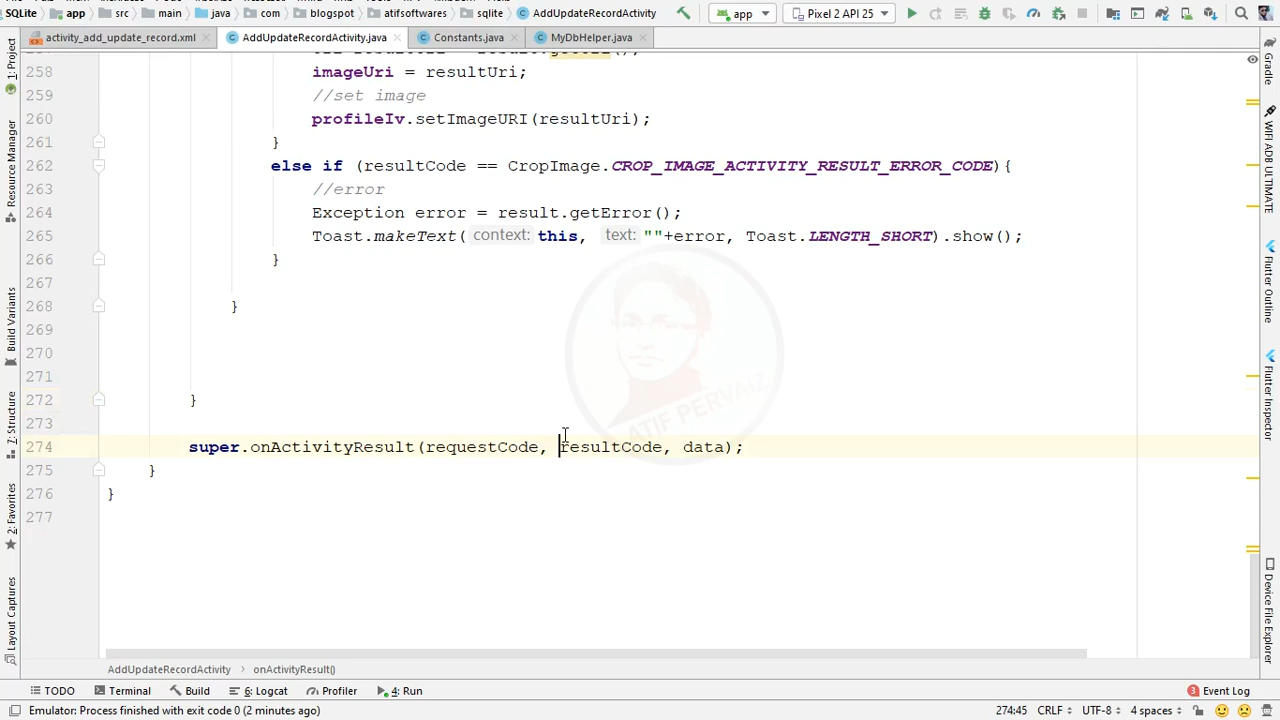 SQLite app src main java com blogspot atifsoftwares sqlite AddUpdateRecordActivity app Pixel 2 API 25
activity_add_update_record.xml AddUpdateRecordActivity.java Constants.java MyDbHelper.java
258 imageUri = resultUri;
259 //set image
260 profileIv.setImageURI(resultUri);
261 }
262 else if (resultCode == CropImage.CROP_IMAGE_ACTIVITY_RESULT_ERROR_CODE){
263 //error
264 Exception error = result.getError();
265 Toast.makeText( context: this, text: ""+error, Toast.LENGTH_SHORT).show();
266 }
267
268 }
269
270
271
272 }
273
274 super.onActivityResult(requestCode, resultCode, data);
275 }
276 }
277
ATIF PERVAIZ
1: Project
Resource Manager
Build Variants
Z: Structure
2: Favorites
Layout Captures
Gradle
WIFI ADB ULTIMATE
Flutter Outline
Flutter Inspector
Device File Explorer
AddUpdateRecordActivity onActivityResult()
TODO Terminal Build 6: Logcat Profiler 4: Run 3 Event Log
Emulator: Process finished with exit code 0 (2 minutes ago) 274:45 CRLF UTF-8 4 spaces